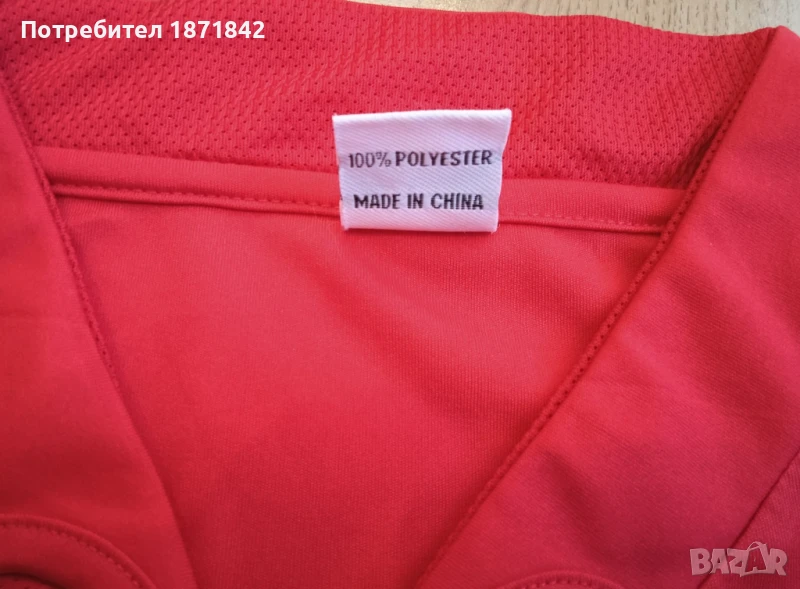 Потребител 1871842
100% POLYESTER
MADE IN CHINA
BAZAR